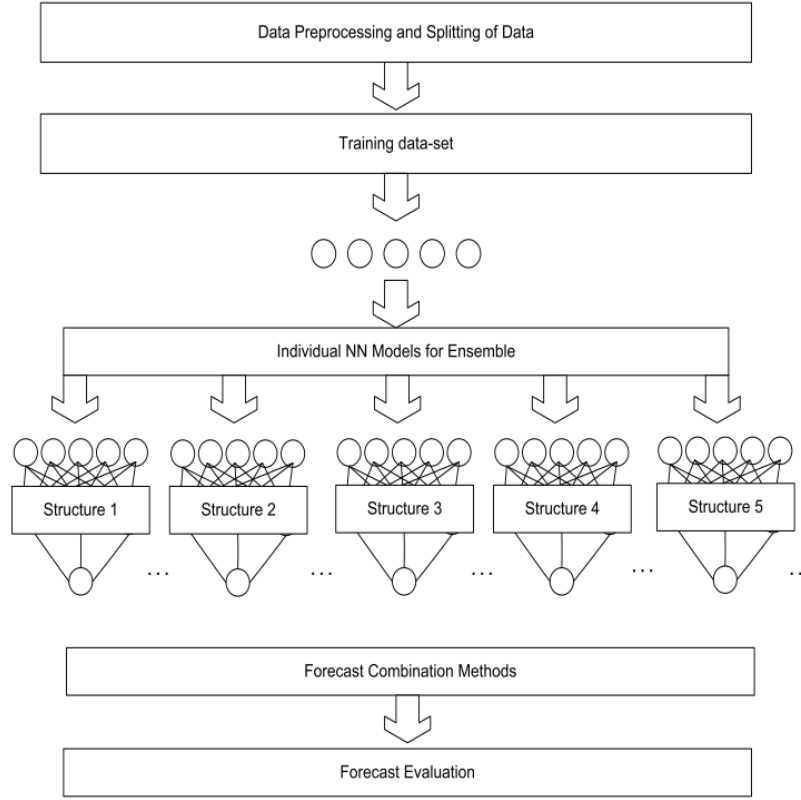 Data Preprocessing and Splitting of Data
Training data-set
Individual NN Models for Ensemble
Structure 1
Structure 2
Structure 3
Structure 4
Structure 5
... ... ... ... ..
Forecast Combination Methods
Forecast Evaluation